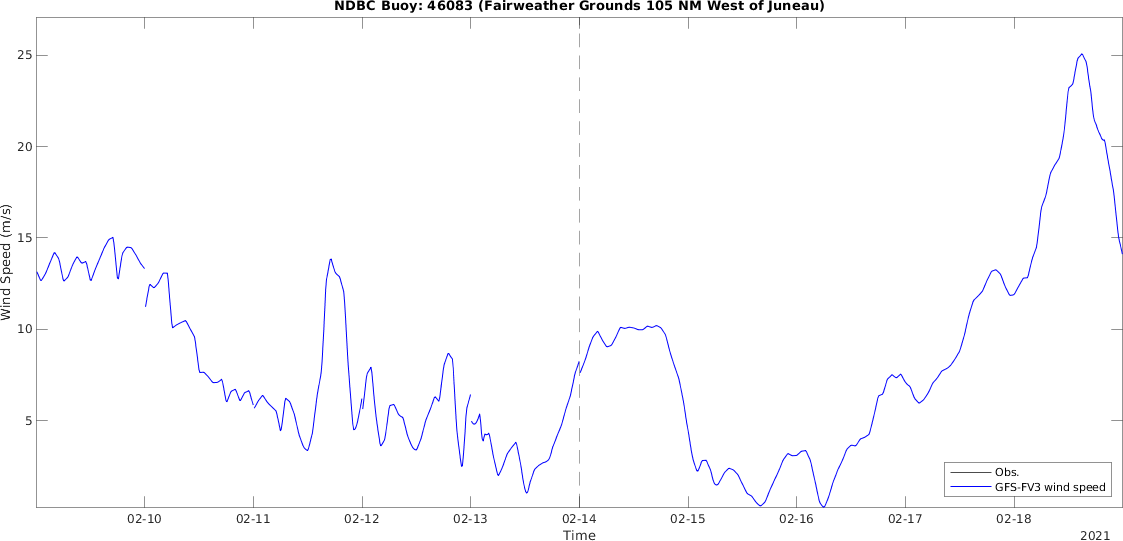 NDBC Buoy: 46083 (Fairweather Grounds 105 NM West of Juneau)
25
20
15
10
5
Wind Speed (m/s)
02-10 02-11 02-12 02-13 02-14 02-15 02-16 02-17 02-18
Time
2021
Obs.
GFS-FV3 wind speed